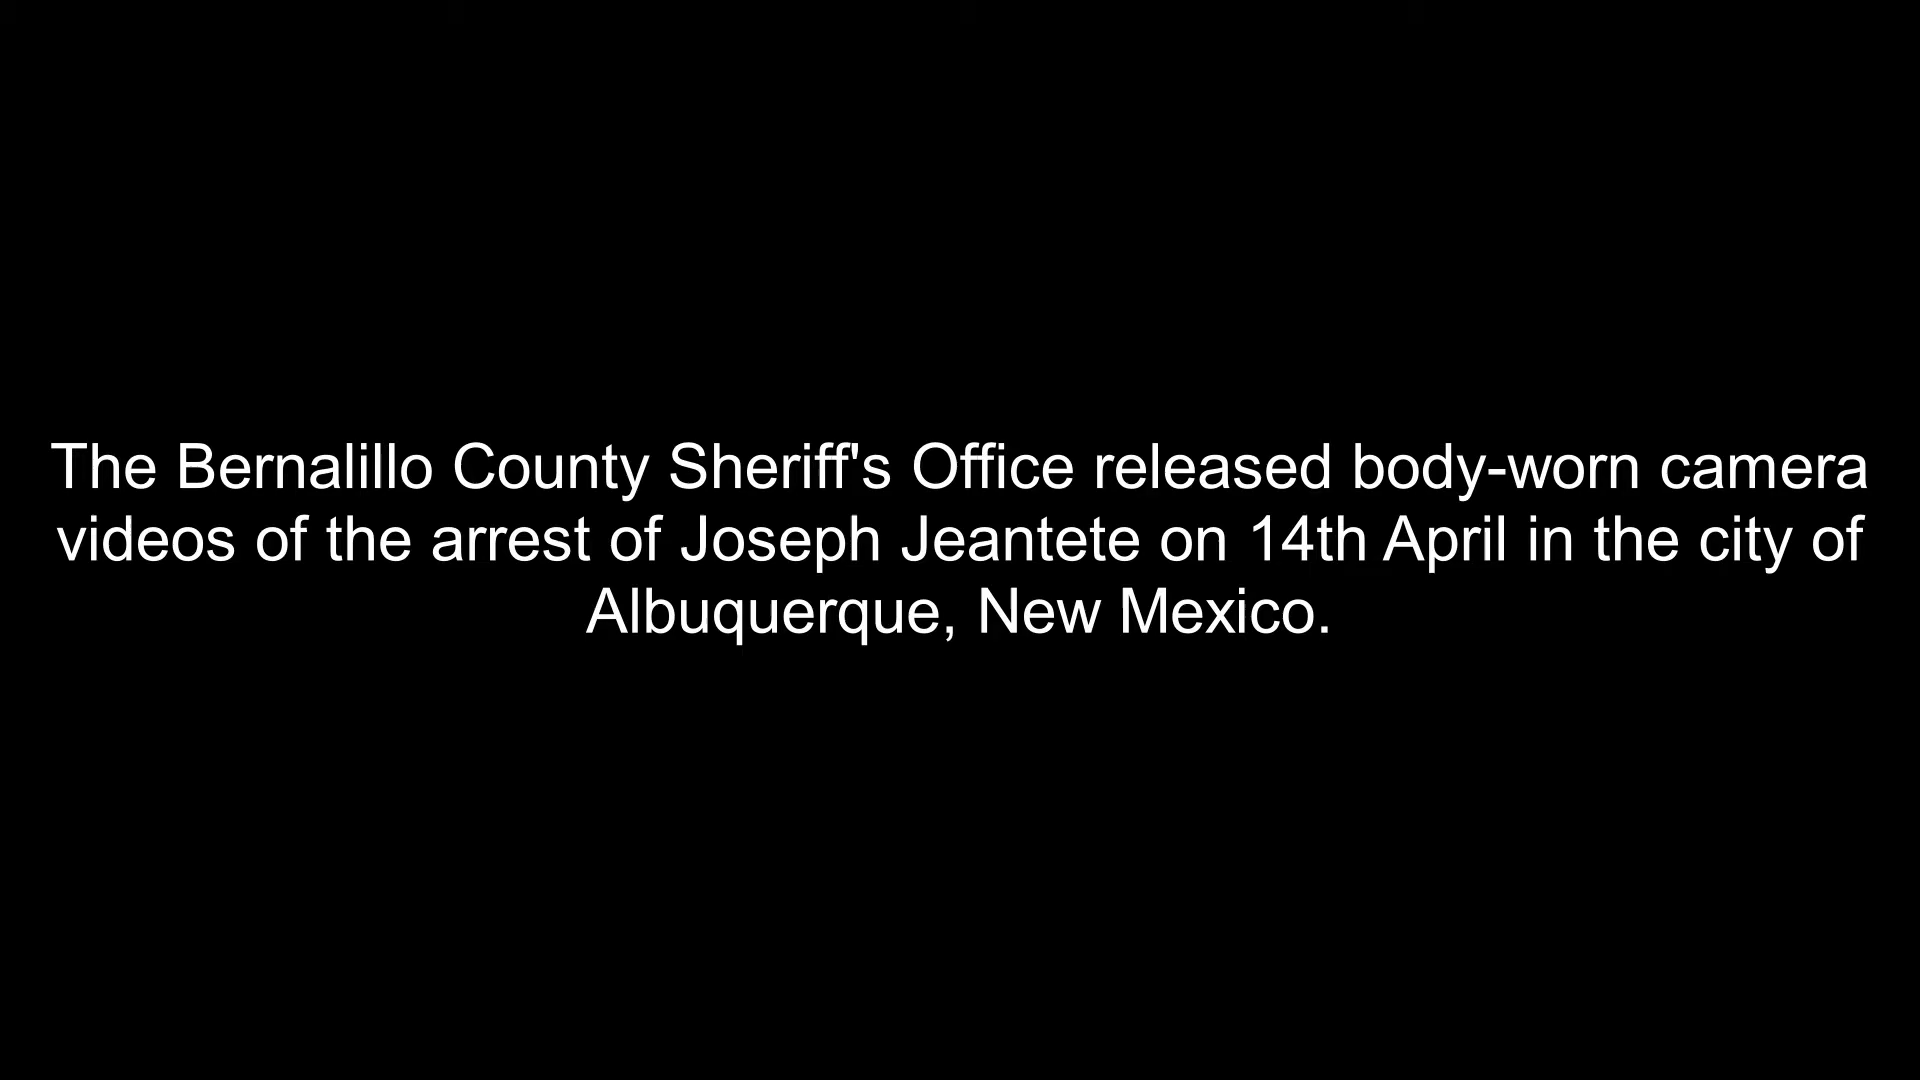 The Bernalillo County Sheriff's Office released body-worn camera
videos of the arrest of Joseph Jeantete on 14th April in the city of
Albuquerque, New Mexico.